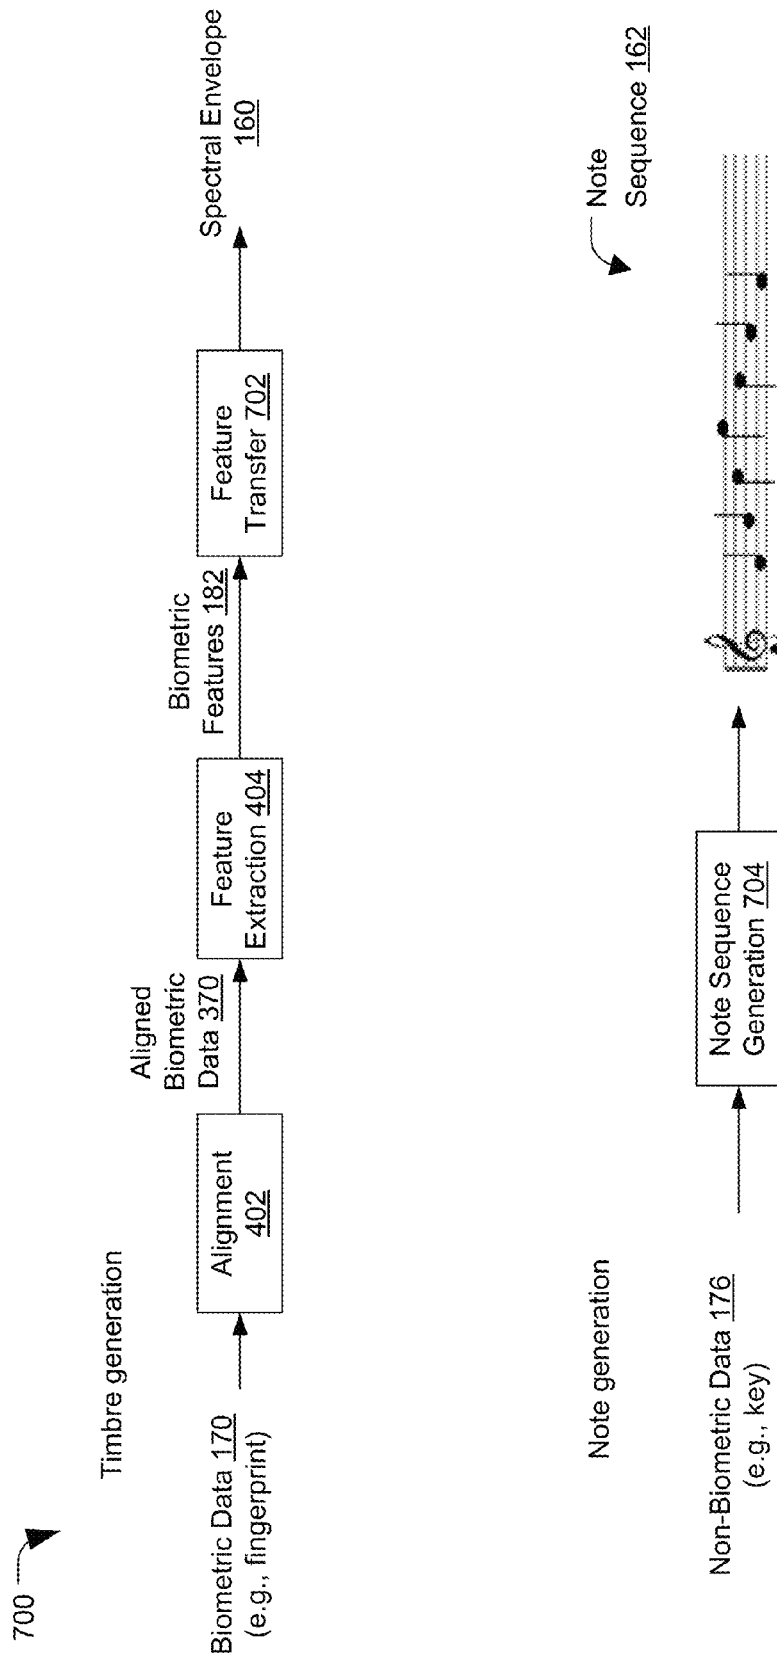 700
Timbre generation
Biometric Data 170
(e.g., fingerprint)
Alignment
402
Aligned
Biometric
Data 370
Feature
Extraction 404
Biometric
Features 182
Feature
Transfer 702
Spectral Envelope
160
Note generation
Non-Biometric Data 176
(e.g., key)
Note Sequence
Generation 704
Note
Sequence 162